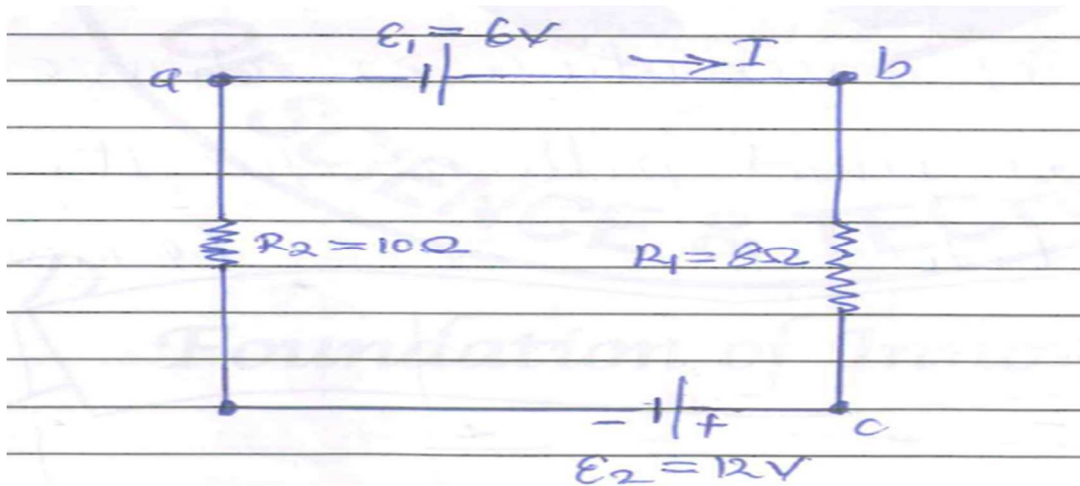 ε₁ = 6V
a
I
b
R₂ = 10Ω
R₁ = 8Ω
- +
c
ε₂ = 12V